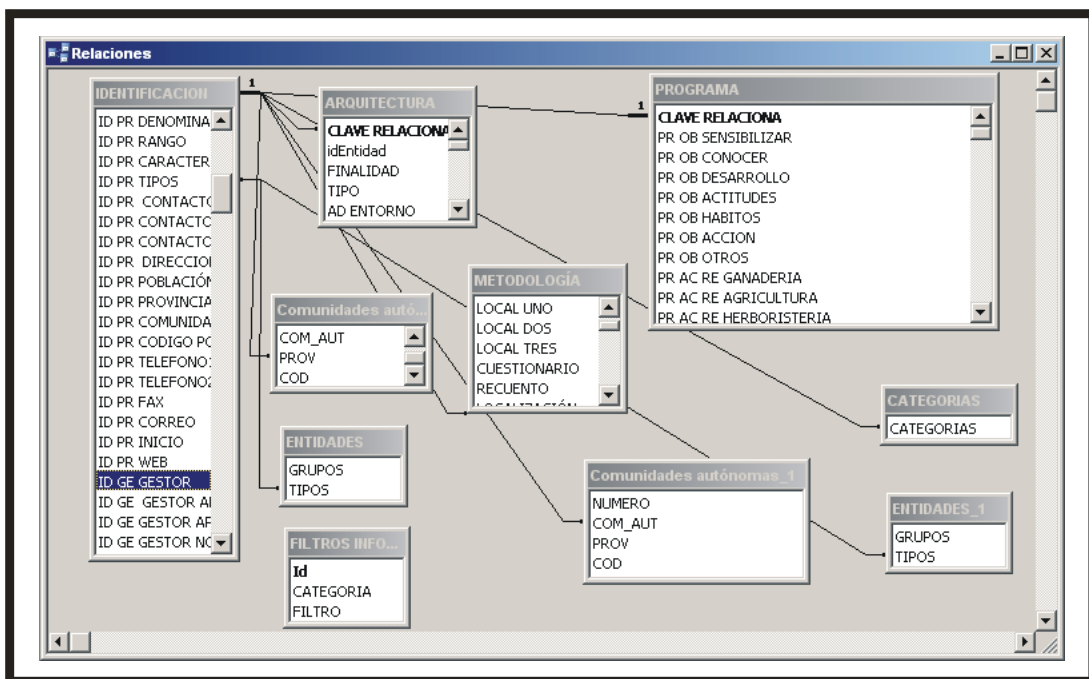 Relaciones
IDENTIFICACION
ID PR DENOMINA
ID PR RANGO
ID PR CARACTER
ID PR TIPOS
ID PR CONTACTO
ID PR CONTACTO
ID PR CONTACTO
ID PR DIRECCIO
ID PR POBLACIÓN
ID PR PROVINCIA
ID PR COMUNIDA
ID PR CODIGO PO
ID PR TELEFONO1
ID PR TELEFONO2
ID PR FAX
ID PR CORREO
ID PR INICIO
ID PR WEB
ID GE GESTOR
ID GE GESTOR AP
ID GE GESTOR AP
ID GE GESTOR NO
1
ARQUITECTURA
CLAVE RELACIONA
idEntidad
FINALIDAD
TIPO
AD ENTORNO
1
PROGRAMA
CLAVE RELACIONA
PR OB SENSIBILIZAR
PR OB CONOCER
PR OB DESARROLLO
PR OB ACTITUDES
PR OB HABITOS
PR OB ACCION
PR OB OTROS
PR AC RE GANADERIA
PR AC RE AGRICULTURA
PR AC RE HERBORISTERIA
METODOLOGÍA
LOCAL UNO
LOCAL DOS
LOCAL TRES
CUESTIONARIO
RECUENTO
LOCALIZACIÓN
Comunidades autó...
COM_AUT
PROV
COD
CATEGORIAS
CATEGORIAS
ENTIDADES
GRUPOS
TIPOS
Comunidades autónomas_1
NUMERO
COM_AUT
PROV
COD
ENTIDADES_1
GRUPOS
TIPOS
FILTROS INFO...
Id
CATEGORIA
FILTRO